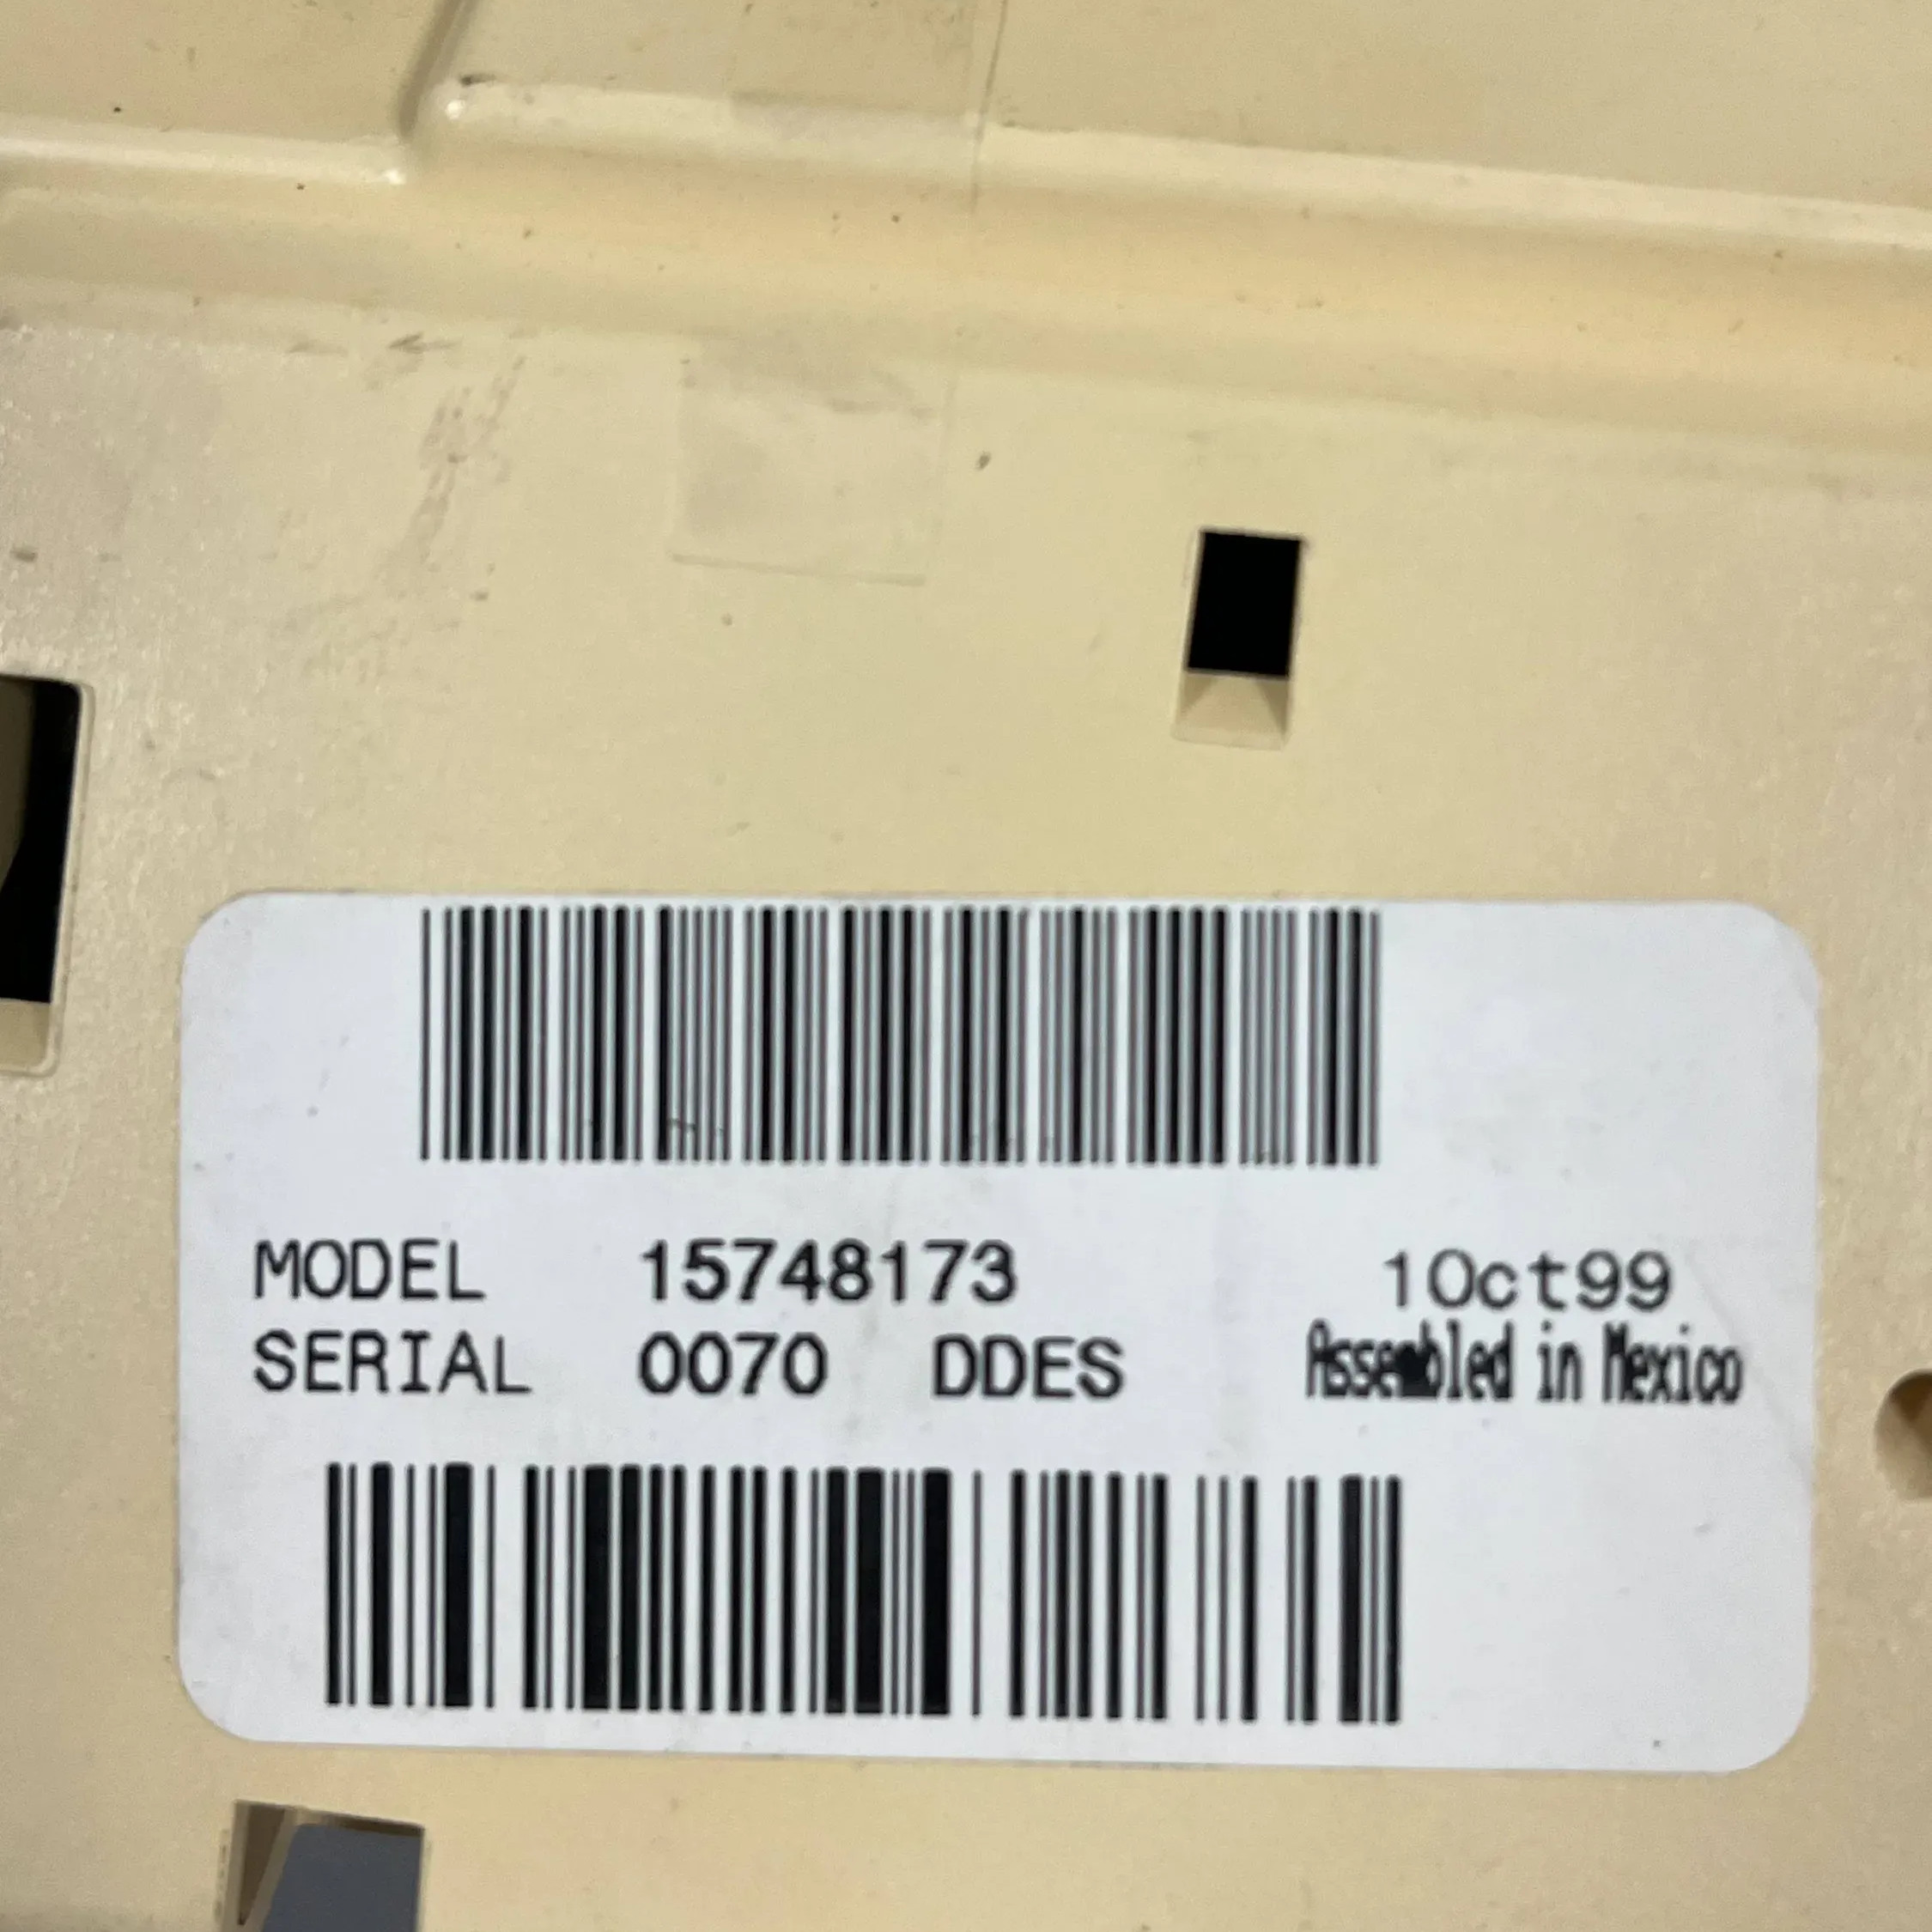 MODEL 15748173 1Oct99
SERIAL 0070 DDES Assembled in Mexico